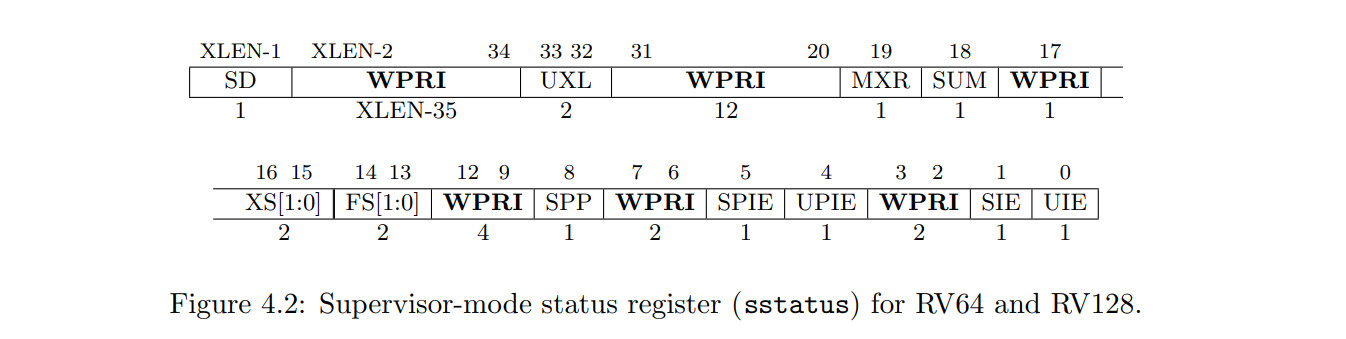 XLEN-1 XLEN-2 34 33 32 31 20 19 18 17
SD WPRI UXL WPRI MXR SUM WPRI
1 XLEN-35 2 12 1 1 1
16 15 14 13 12 9 8 7 6 5 4 3 2 1 0
XS[1:0] FS[1:0] WPRI SPP WPRI SPIE UPIE WPRI SIE UIE
2 2 4 1 2 1 1 2 1 1
Figure 4.2: Supervisor-mode status register (sstatus) for RV64 and RV128.